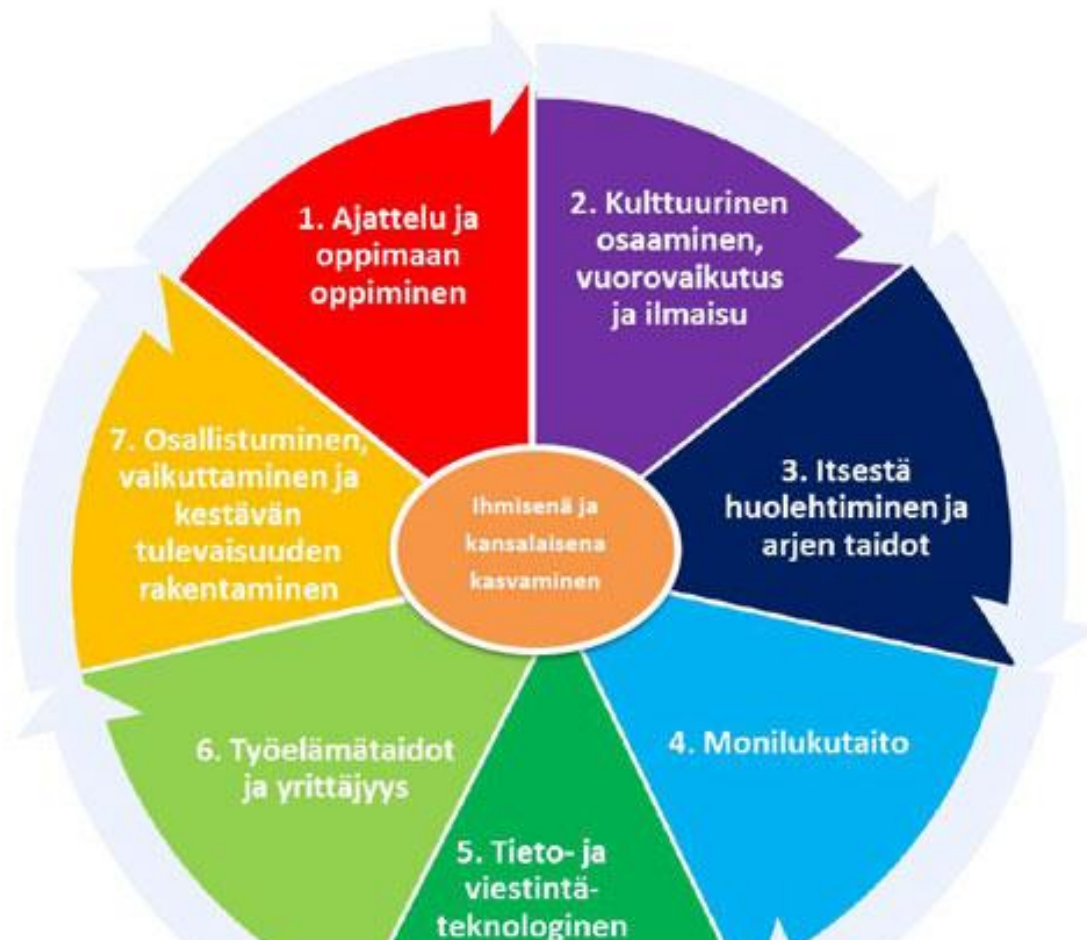 1. Ajattelu ja
oppimaan
oppiminen
2. Kulttuurinen
osaaminen,
vuorovaikutus
ja ilmaisu
3. Itsestä
huolehtiminen ja
arjen taidot
4. Monilukutaito
5. Tieto- ja
viestintä-
teknologinen
6. Työelämätaidot
ja yrittäjyys
7. Osallistuminen,
vaikuttaminen ja
kestävän
tulevaisuuden
rakentaminen
Ihmisenä ja
kansalaisena
kasvaminen